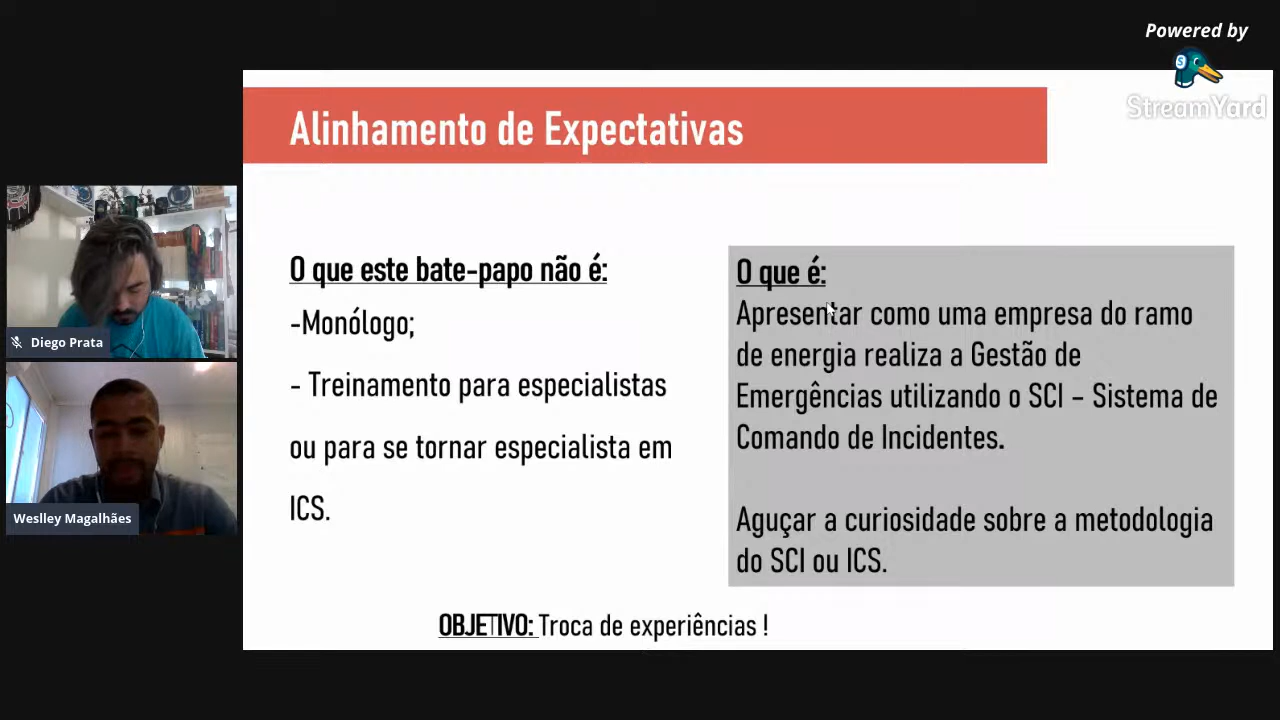 Powered by
StreamYard
Alinhamento de Expectativas
O que este bate-papo não é:
-Monólogo;
- Treinamento para especialistas
ou para se tornar especialista em
ICS.
O que é:
Apresentar como uma empresa do ramo
de energia realiza a Gestão de
Emergências utilizando o SCI – Sistema de
Comando de Incidentes.
Aguçar a curiosidade sobre a metodologia
do SCI ou ICS.
OBJETIVO: Troca de experiências !
Diego Prata
Weslley Magalhães